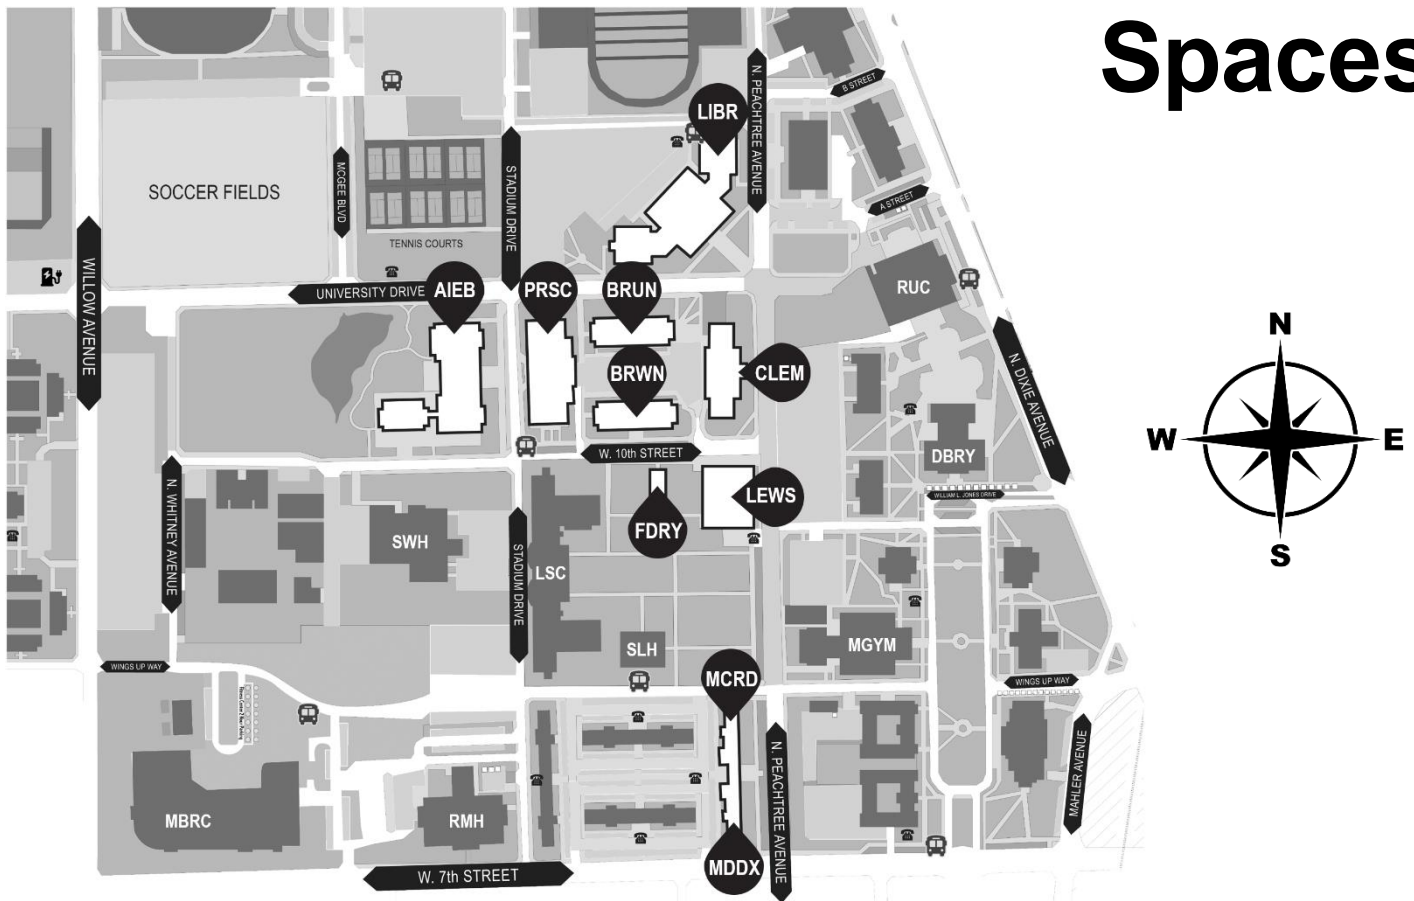 Spaces
B STREET
N. PEACHTREE AVENUE
LIBR
MCGEE BLVD
STADIUM DRIVE
SOCCER FIELDS
A STREET
TENNIS COURTS
WILLOW AVENUE
UNIVERSITY DRIVE
AIEB
PRSC
BRUN
RUC
N
BRWN
CLEM
N. DIXIE AVENUE
W
E
W. 10th STREET
DBRY
WILLIAM L. JONES DRIVE
LEWS
N. WHITNEY AVENUE
FDRY
SWH
STADIUM DRIVE
LSC
S
SLH
MGYM
WINGS UP WAY
MCRD
WINGS UP WAY
N. PEACHTREE AVENUE
MAHLER AVENUE
MBRC
RMH
W. 7th STREET
MDDX